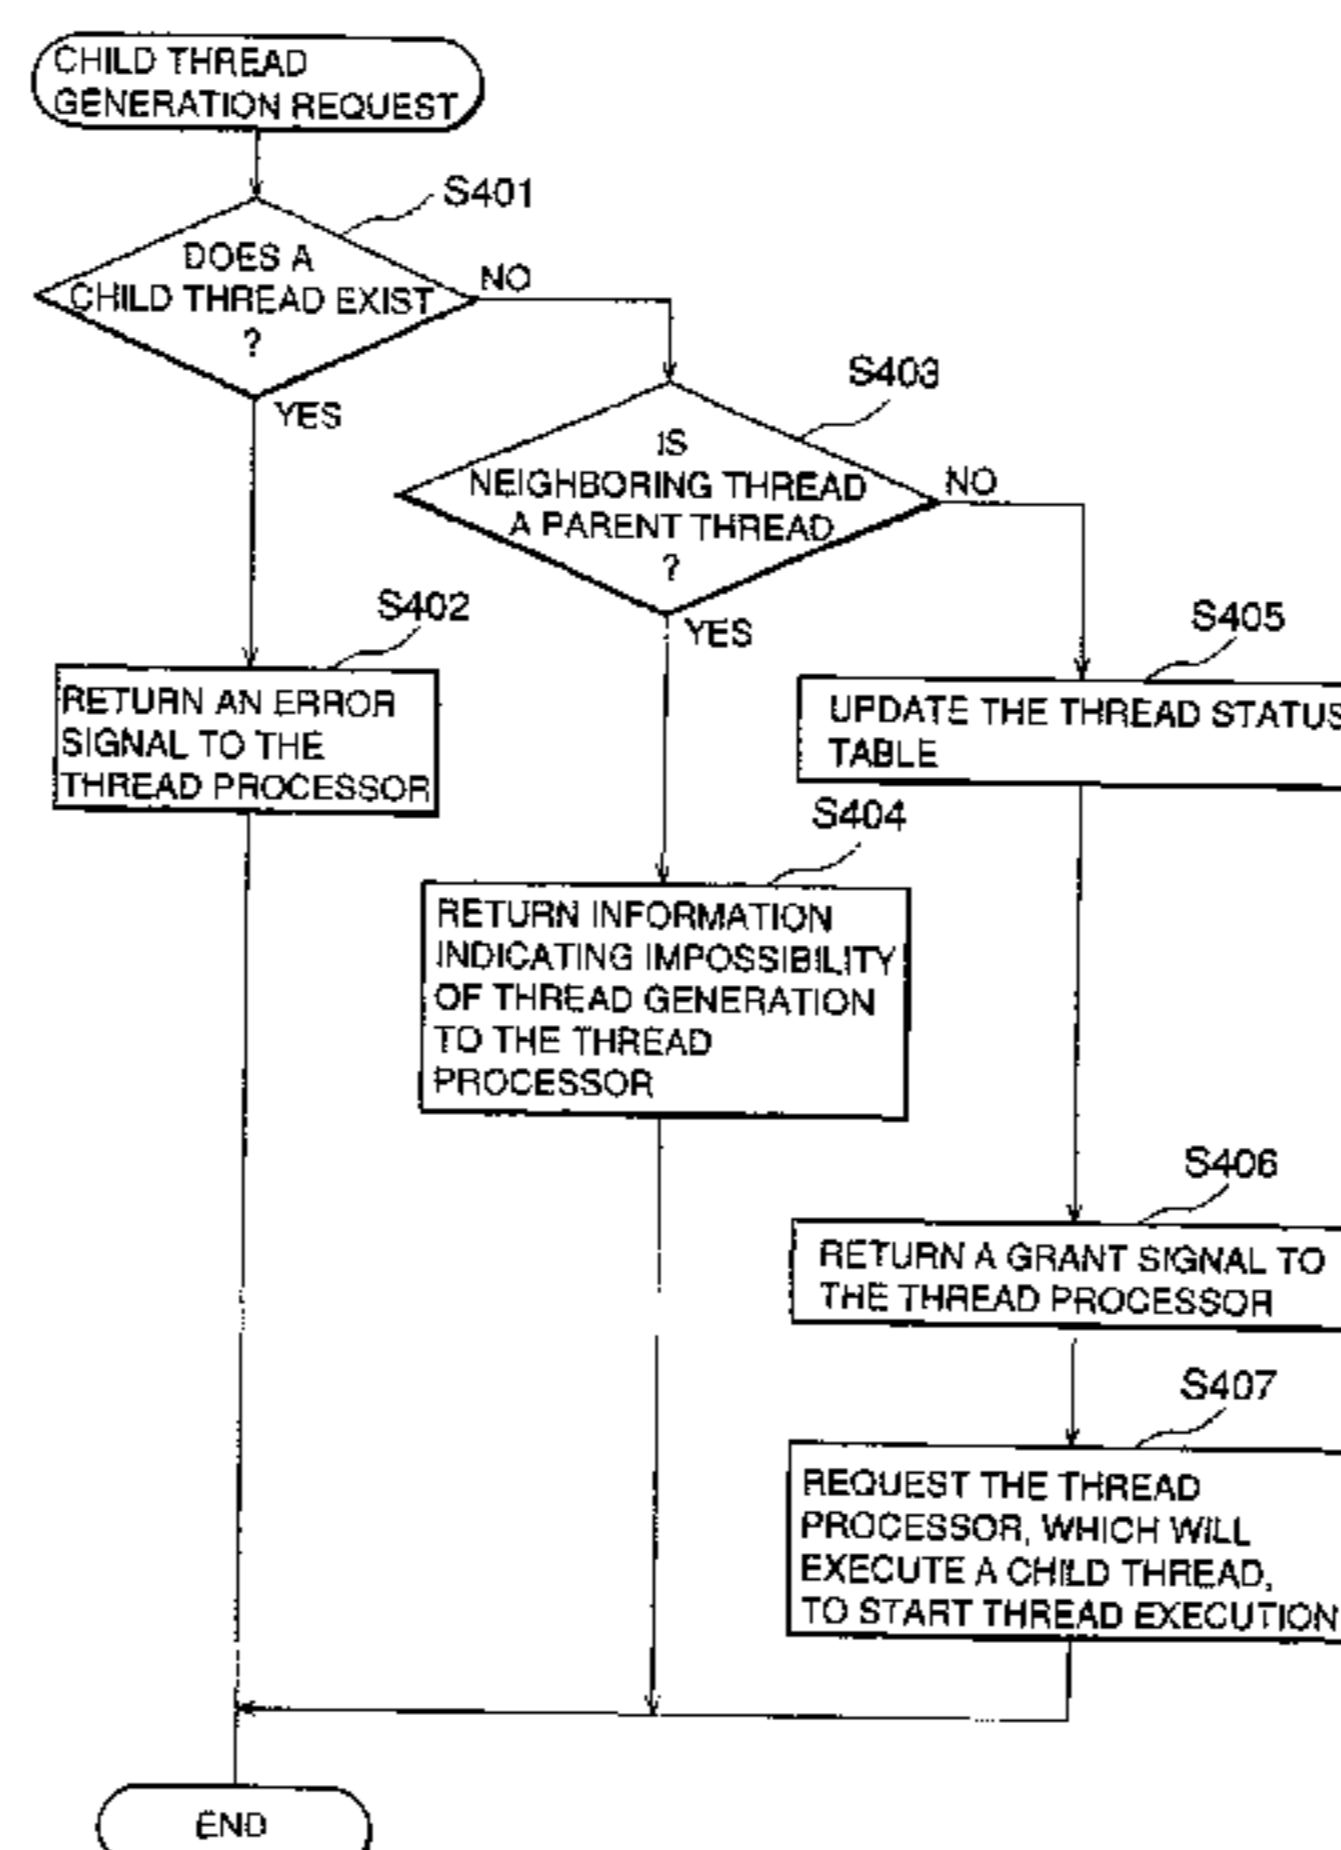 CHILD THREAD
GENERATION REQUEST
S401
DOES A
CHILD THREAD EXIST
?
NO
YES
S403
IS
NEIGHBORING THREAD
A PARENT THREAD
?
NO
YES
S402
RETURN AN ERROR
SIGNAL TO THE
THREAD PROCESSOR
S405
UPDATE THE THREAD STATUS
TABLE
S404
RETURN INFORMATION
INDICATING IMPOSSIBILITY
OF THREAD GENERATION
TO THE THREAD
PROCESSOR
S406
RETURN A GRANT SIGNAL TO
THE THREAD PROCESSOR
S407
REQUEST THE THREAD
PROCESSOR, WHICH WILL
EXECUTE A CHILD THREAD,
TO START THREAD EXECUTION
END